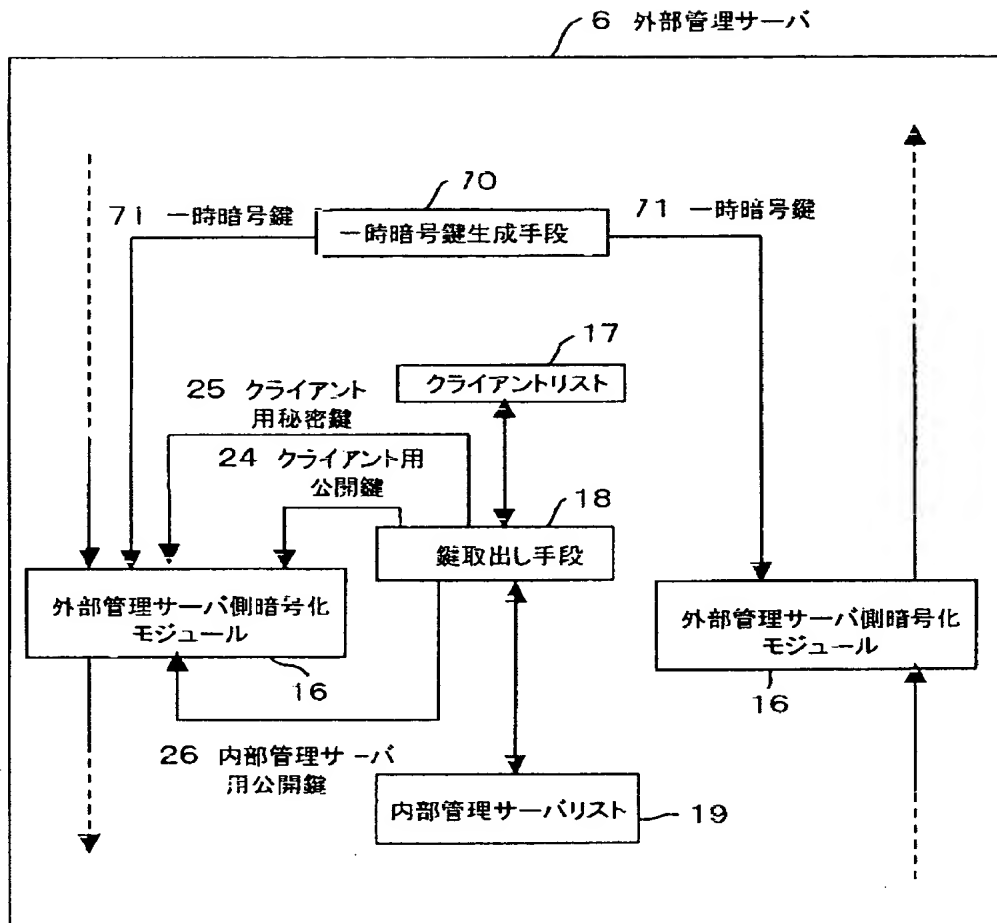 6 外部管理サーバ
70
71 一時暗号鍵
一時暗号鍵生成手段
71 一時暗号鍵
17
クライアントリスト
25 クライアント
用秘密鍵
24 クライアント用
公開鍵
18
鍵取出し手段
外部管理サーバ側暗号化
モジュール
16
外部管理サーバ側暗号化
モジュール
16
26 内部管理サーバ
用公開鍵
内部管理サーバリスト
19